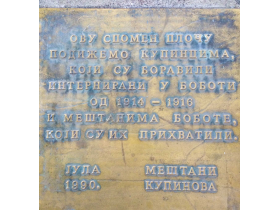 ОВУ СПОМЕН ПЛОЧУ
ПОДИЖЕМО КУПИНЦИМА,
КОЈИ СУ БОРАВИЛИ
ИНТЕРНИРАНИ У БОБОТИ
ОД 1914 – 1916
И МЕШТАНИМА БОБОТЕ,
КОЈИ СУ ИХ ПРИХВАТИЛИ.
ЈУЛА МЕШТАНИ
1990. КУПИНОВА